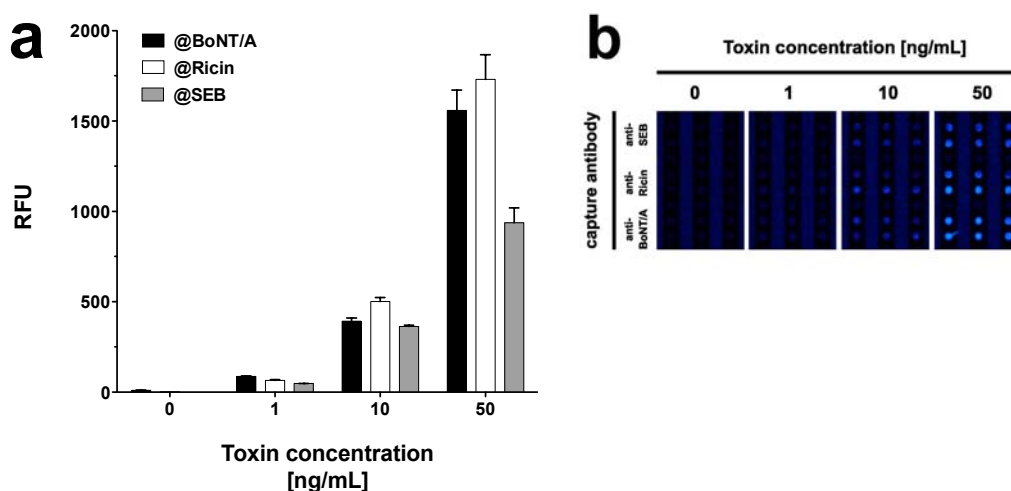 a
2000
1500
1000
500
0
RFU
@BoNT/A
@Ricin
@SEB
0 1 10 50
Toxin concentration
[ng/mL]
b
Toxin concentration [ng/mL]
0 1 10 50
capture antibody
anti-
SEB
anti-
Ricin
anti-
BoNT/A